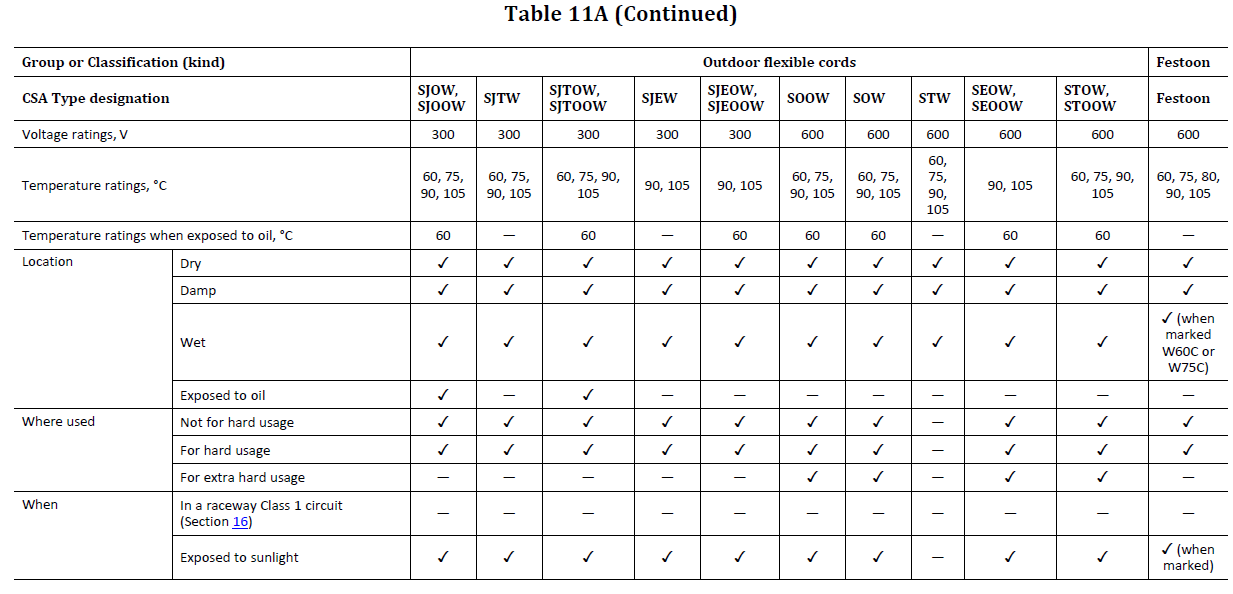 Table 11A (Continued)
Group or Classification (kind) Outdoor flexible cords Festoon
CSA Type designation SJOW, SJOOW SJTW SJTOW, SJTOOW SJEW SJEOW, SJEOOW SOOW SOW STW SEOW, SEOOW STOW, STOOW Festoon
Voltage ratings, V 300 300 300 300 300 600 600 600 600 600 600
Temperature ratings, °C 60, 75, 90, 105 60, 75, 90, 105 60, 75, 90, 105 90, 105 90, 105 60, 75, 90, 105 60, 75, 90, 105 60, 75, 90, 105 90, 105 60, 75, 90, 105 60, 75, 80, 90, 105
Temperature ratings when exposed to oil, °C 60 — 60 — 60 60 60 — 60 60 —
Location Dry ✓ ✓ ✓ ✓ ✓ ✓ ✓ ✓ ✓ ✓ ✓
Damp ✓ ✓ ✓ ✓ ✓ ✓ ✓ ✓ ✓ ✓ ✓
Wet ✓ ✓ ✓ ✓ ✓ ✓ ✓ ✓ ✓ ✓ ✓ (when marked W60C or W75C)
Exposed to oil ✓ — ✓ — — — — — — — —
Where used Not for hard usage ✓ ✓ ✓ ✓ ✓ ✓ ✓ — ✓ ✓ ✓
For hard usage ✓ ✓ ✓ ✓ ✓ ✓ ✓ — ✓ ✓ ✓
For extra hard usage — — — — — ✓ ✓ — ✓ ✓ —
When In a raceway Class 1 circuit (Section 16) — — — — — — — — — — —
Exposed to sunlight ✓ ✓ ✓ ✓ ✓ ✓ ✓ — ✓ ✓ ✓ (when marked)